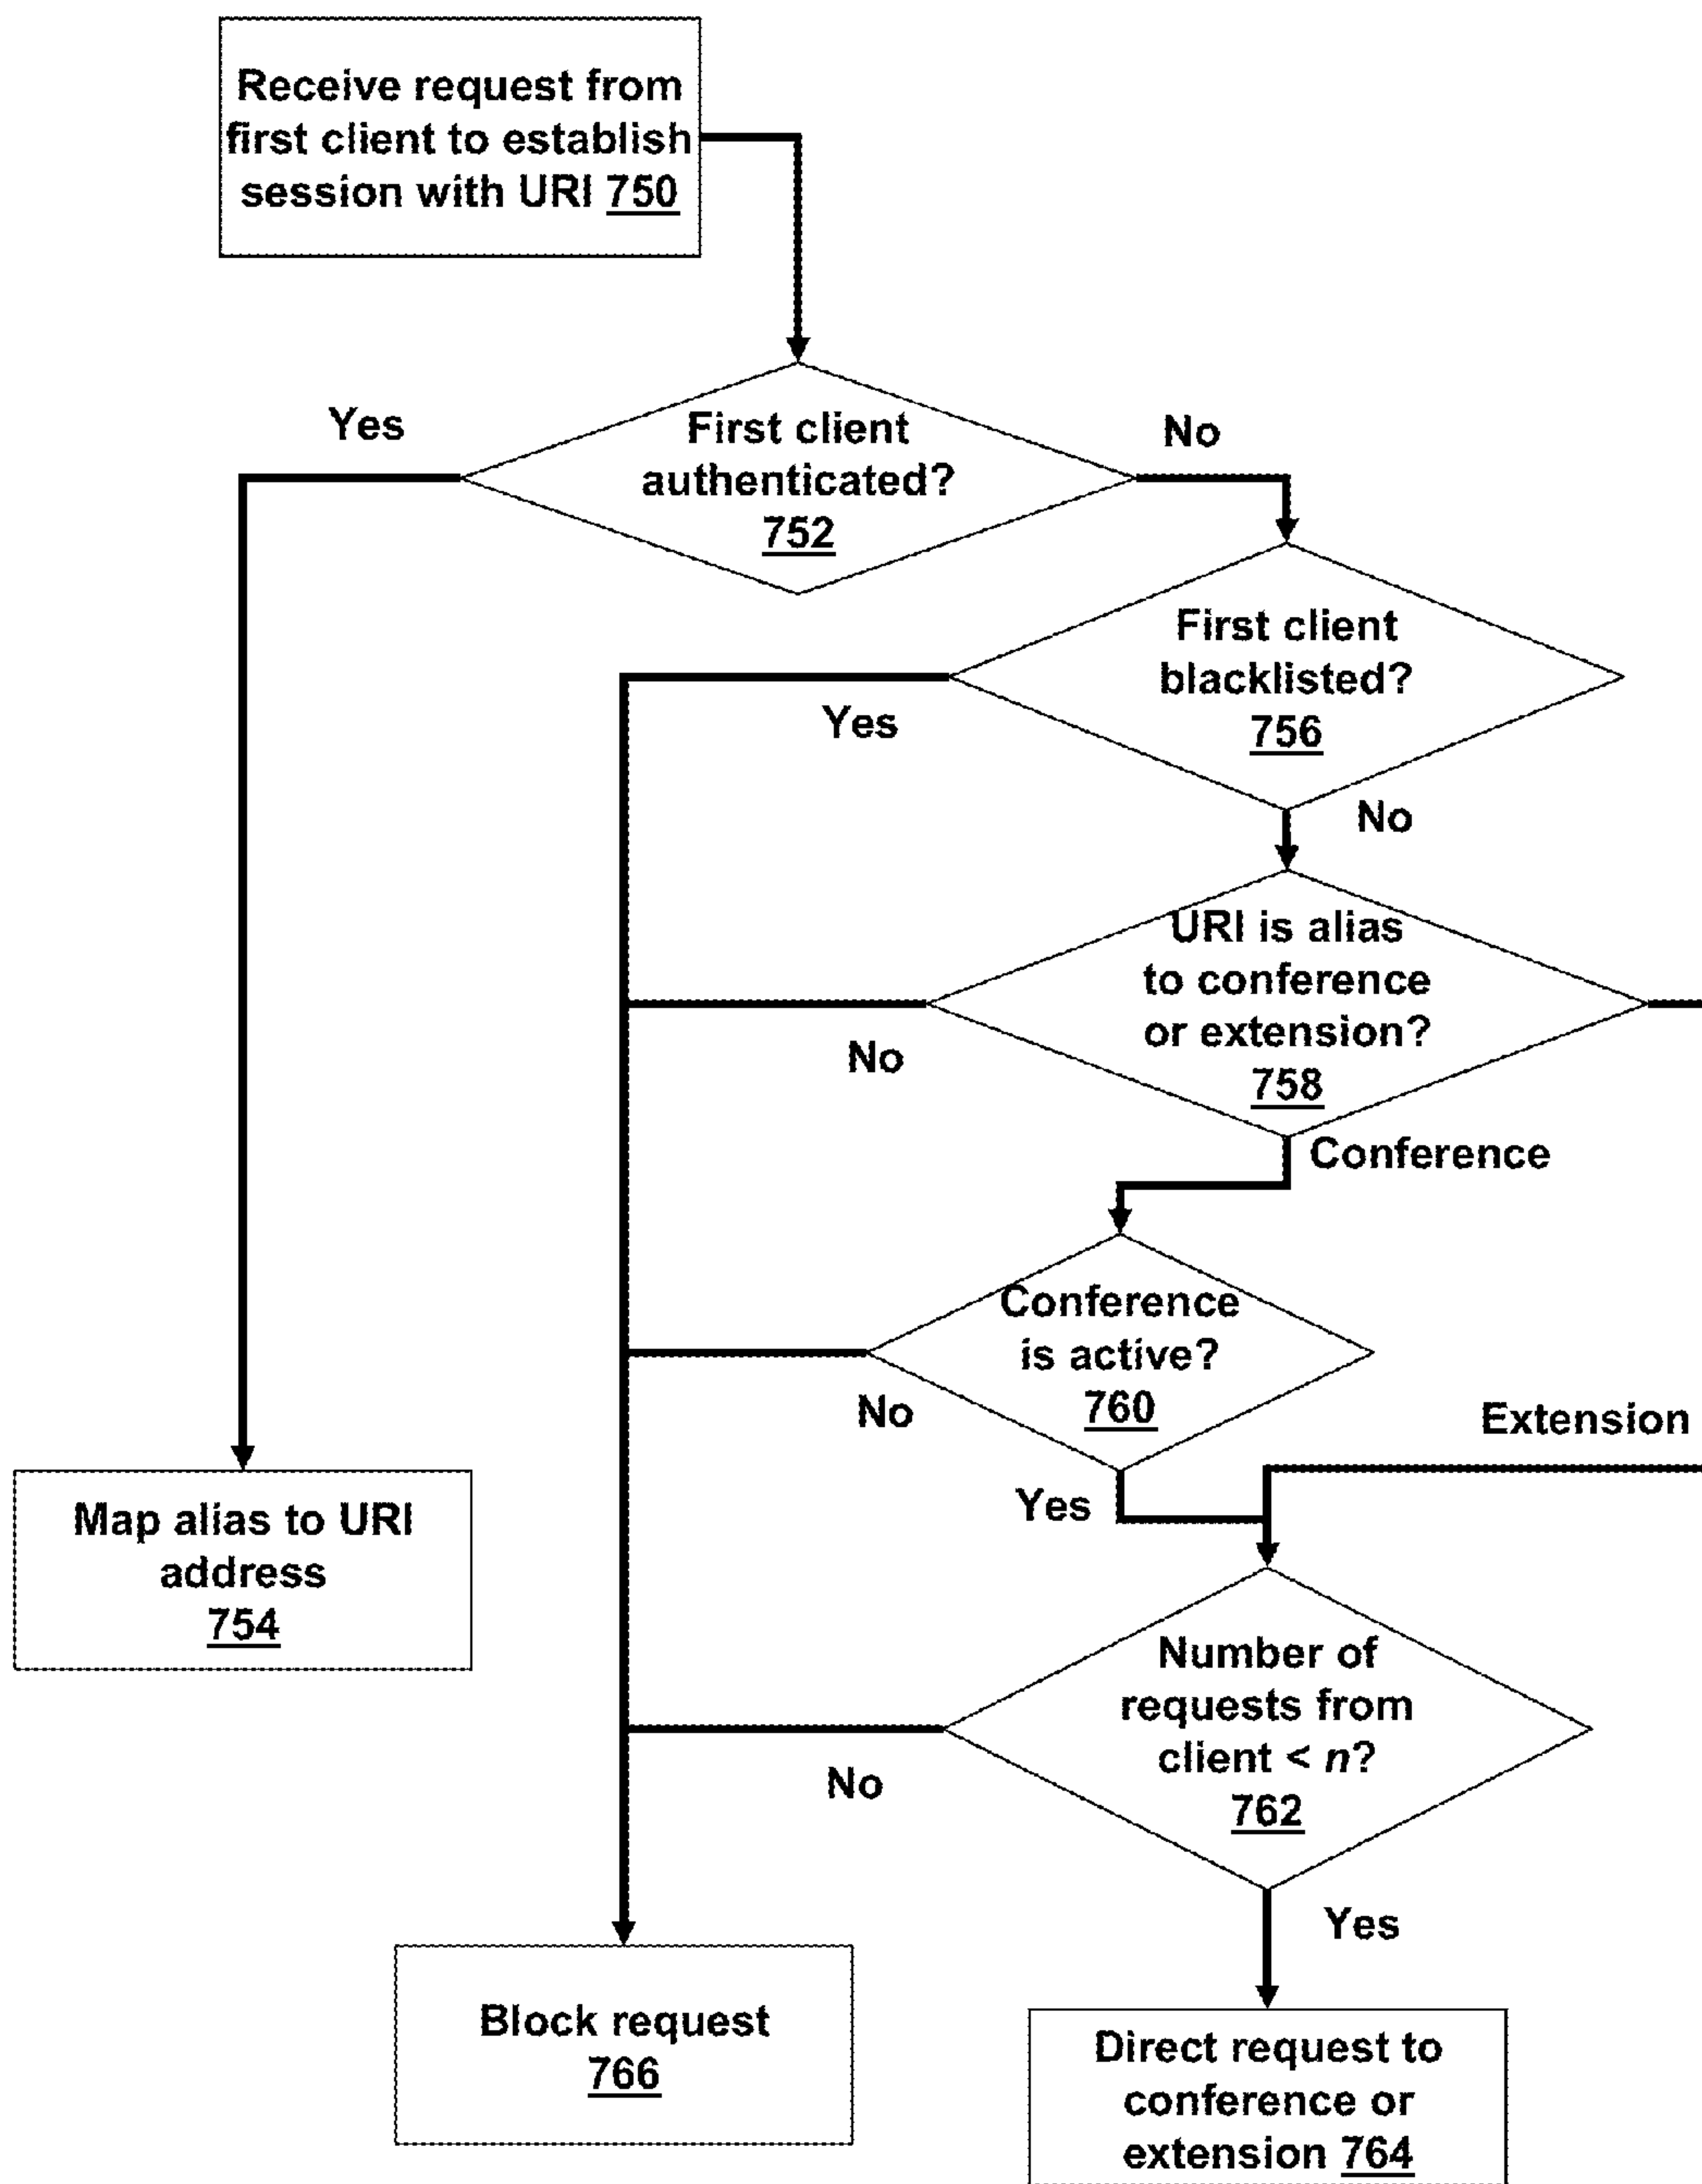 Receive request from
first client to establish
session with URI 750
Yes
First client
authenticated?
752
No
First client
blacklisted?
756
Yes
No
URI is alias
to conference
or extension?
758
No
Conference
Conference
is active?
760
No
Extension
Yes
Map alias to URI
address
754
Number of
requests from
client < n?
762
No
Yes
Block request
766
Direct request to
conference or
extension 764